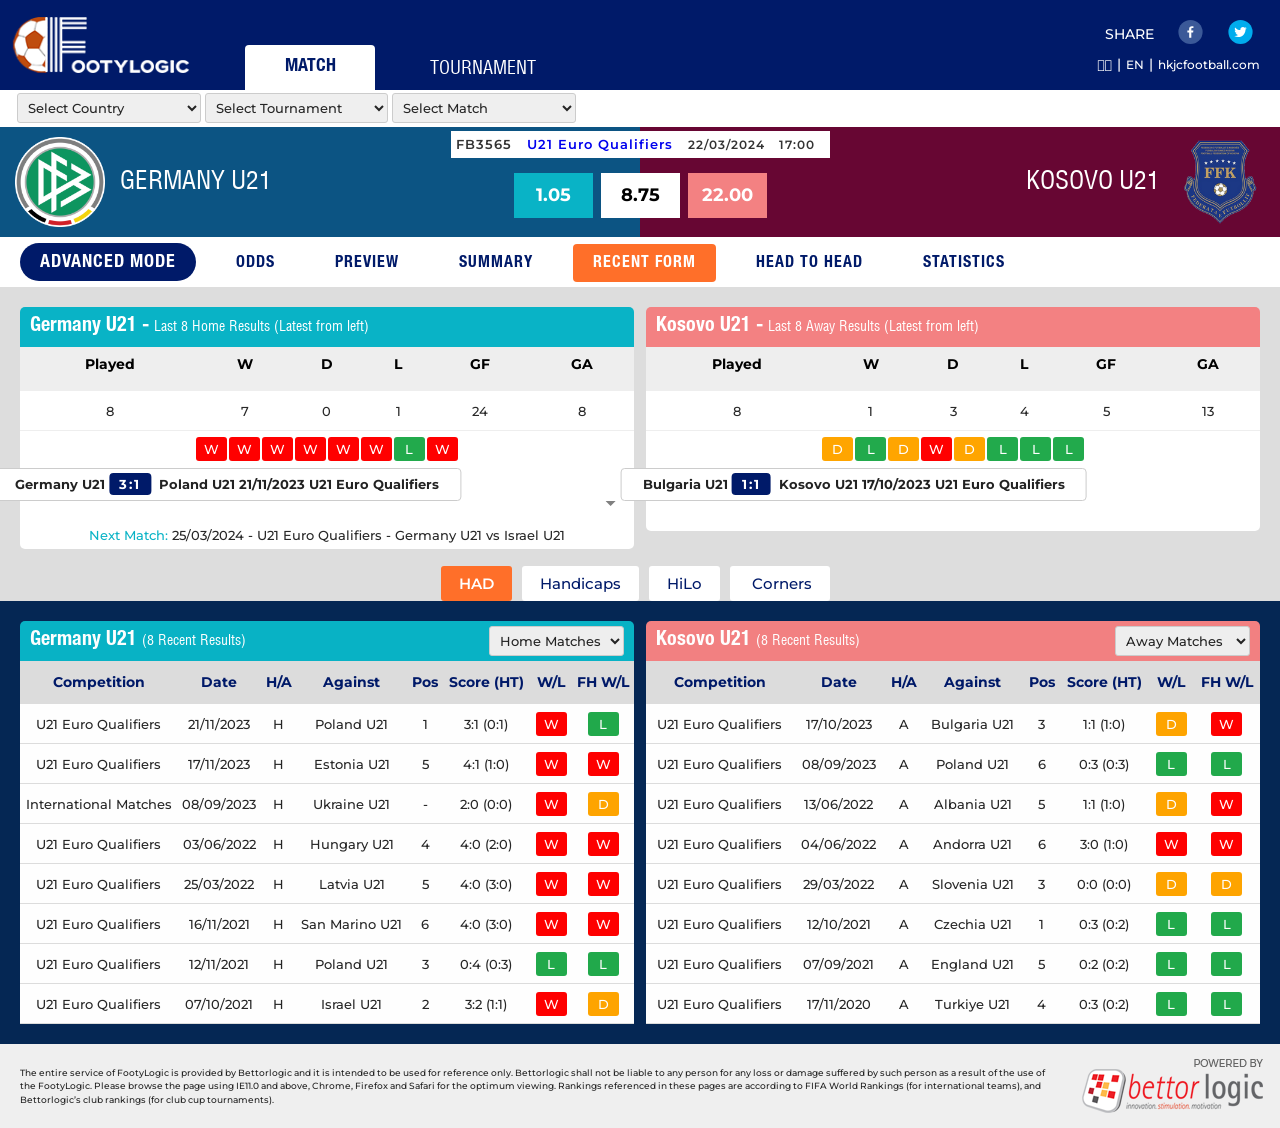 FOOTYLOGIC
MATCH
TOURNAMENT
SHARE
| EN | hkjcfootball.com
Select Country Select Tournament Select Match
FB3565 U21 Euro Qualifiers 22/03/2024 17:00
GERMANY U21
1.05 8.75 22.00
KOSOVO U21
FFK
ADVANCED MODE ODDS PREVIEW SUMMARY RECENT FORM HEAD TO HEAD STATISTICS
Germany U21 - Last 8 Home Results (Latest from left)
Played W D L GF GA
8 7 0 1 24 8
W W W W W W L W
Germany U21 3:1 Poland U21 21/11/2023 U21 Euro Qualifiers
Next Match: 25/03/2024 - U21 Euro Qualifiers - Germany U21 vs Israel U21
Kosovo U21 - Last 8 Away Results (Latest from left)
Played W D L GF GA
8 1 3 4 5 13
D L D W D L L L
Bulgaria U21 1:1 Kosovo U21 17/10/2023 U21 Euro Qualifiers
HAD Handicaps HiLo Corners
Germany U21 (8 Recent Results) Home Matches
Competition Date H/A Against Pos Score (HT) W/L FH W/L
U21 Euro Qualifiers 21/11/2023 H Poland U21 1 3:1 (0:1) W L
U21 Euro Qualifiers 17/11/2023 H Estonia U21 5 4:1 (1:0) W W
International Matches 08/09/2023 H Ukraine U21 - 2:0 (0:0) W D
U21 Euro Qualifiers 03/06/2022 H Hungary U21 4 4:0 (2:0) W W
U21 Euro Qualifiers 25/03/2022 H Latvia U21 5 4:0 (3:0) W W
U21 Euro Qualifiers 16/11/2021 H San Marino U21 6 4:0 (3:0) W W
U21 Euro Qualifiers 12/11/2021 H Poland U21 3 0:4 (0:3) L L
U21 Euro Qualifiers 07/10/2021 H Israel U21 2 3:2 (1:1) W D
Kosovo U21 (8 Recent Results) Away Matches
Competition Date H/A Against Pos Score (HT) W/L FH W/L
U21 Euro Qualifiers 17/10/2023 A Bulgaria U21 3 1:1 (1:0) D W
U21 Euro Qualifiers 08/09/2023 A Poland U21 6 0:3 (0:3) L L
U21 Euro Qualifiers 13/06/2022 A Albania U21 5 1:1 (1:0) D W
U21 Euro Qualifiers 04/06/2022 A Andorra U21 6 3:0 (1:0) W W
U21 Euro Qualifiers 29/03/2022 A Slovenia U21 3 0:0 (0:0) D D
U21 Euro Qualifiers 12/10/2021 A Czechia U21 1 0:3 (0:2) L L
U21 Euro Qualifiers 07/09/2021 A England U21 5 0:2 (0:2) L L
U21 Euro Qualifiers 17/11/2020 A Turkiye U21 4 0:3 (0:2) L L
The entire service of FootyLogic is provided by Bettorlogic and it is intended to be used for reference only. Bettorlogic shall not be liable to any person for any loss or damage suffered by such person as a result of the use of
the FootyLogic. Please browse the page using IE11.0 and above, Chrome, Firefox and Safari for the optimum viewing. Rankings referenced in these pages are according to FIFA World Rankings (for international teams), and
Bettorlogic's club rankings (for club cup tournaments).
POWERED BY
bettor logic
innovation.stimulation.motivation